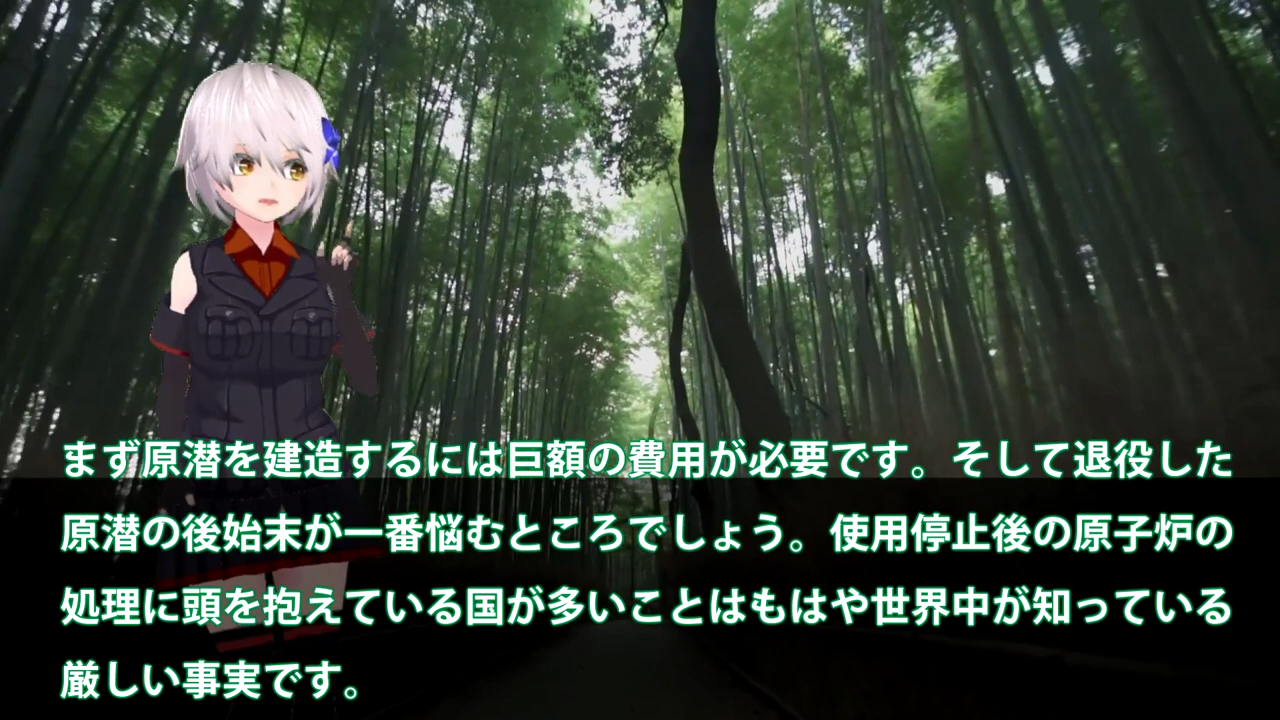 まず原潜を建造するには巨額の費用が必要です。そして退役した
原潜の後始末が一番悩むところでしょう。使用停止後の原子炉の
処理に頭を抱えている国が多いことはもはや世界中が知っている
厳しい事実です。